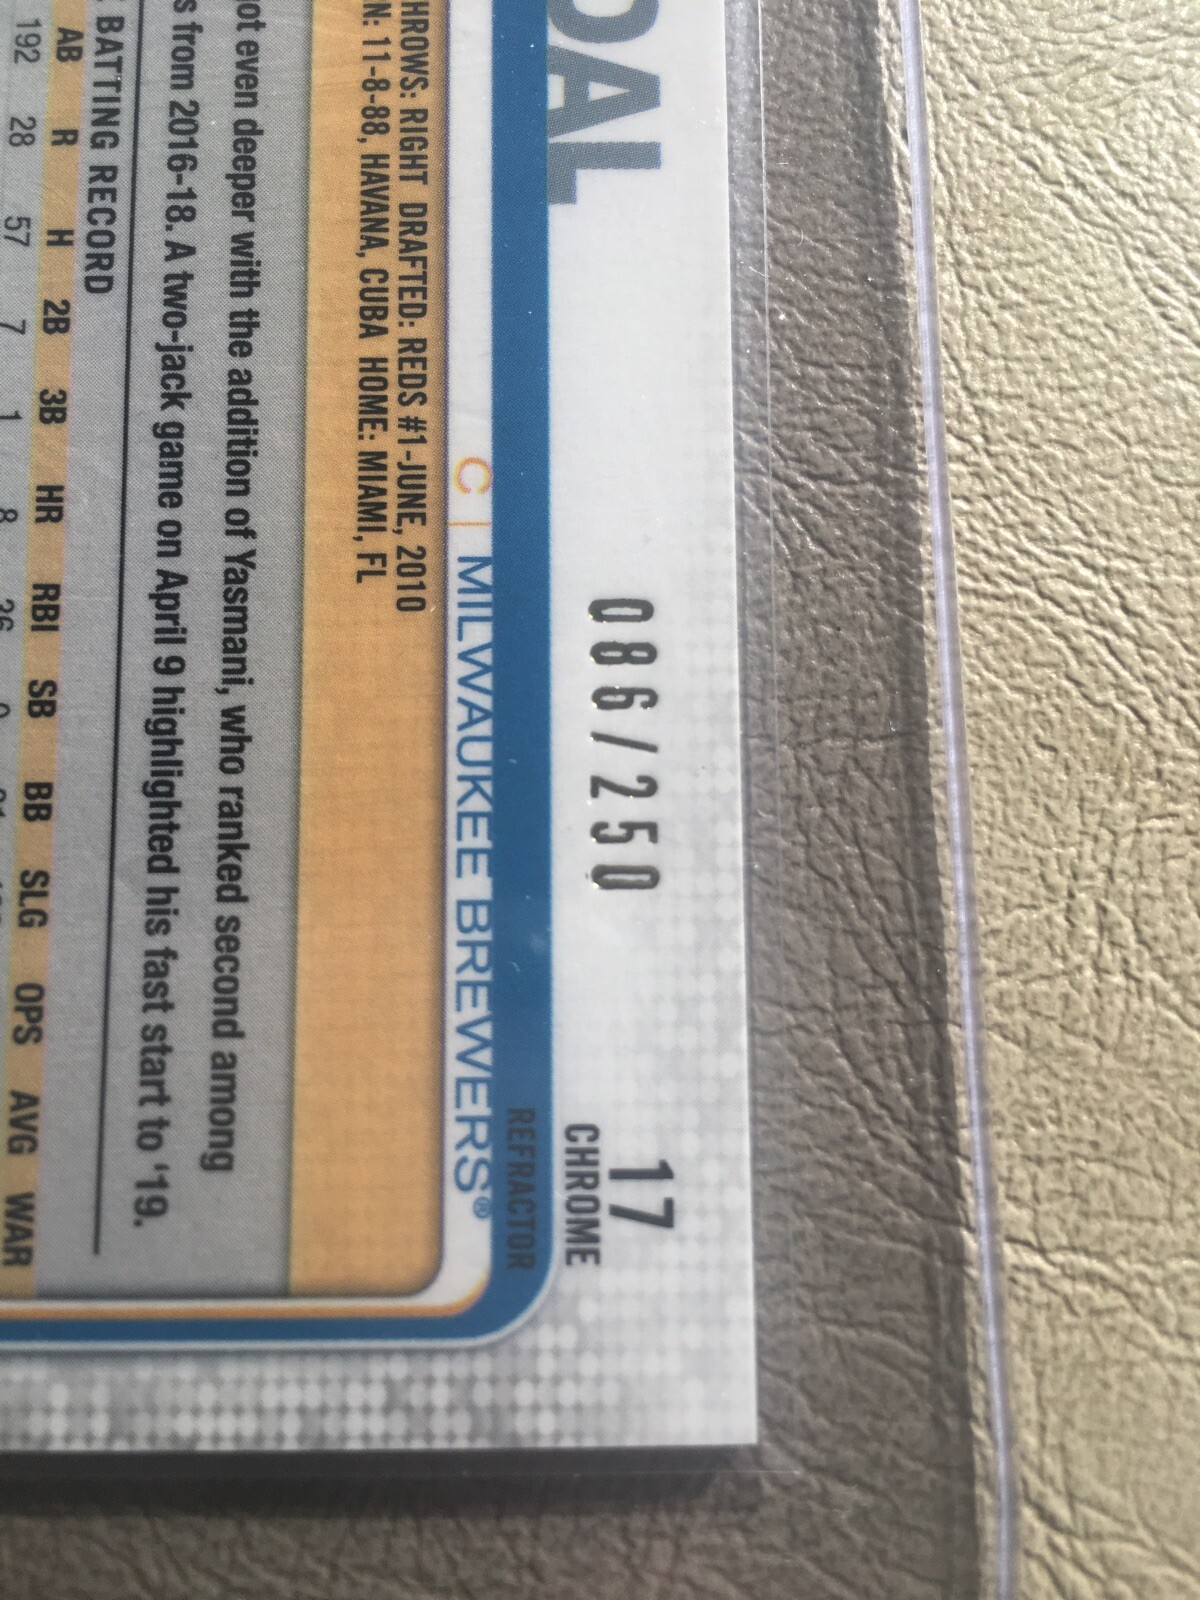 17
CHROME
REFRACTOR
086/250
DAL
C | MILWAUKEE BREWERS®
THROWS: RIGHT DRAFTED: REDS #1-JUNE, 2010
11-8-88, HAVANA, CUBA HOME: MIAMI, FL
got even deeper with the addition of Yasmani, who ranked second among
from 2016-18. A two-jack game on April 9 highlighted his fast start to '19.
BATTING RECORD
AB R H 2B 3B HR RBI SB BB SLG OPS AVG WAR
192 28 57 7 1 8